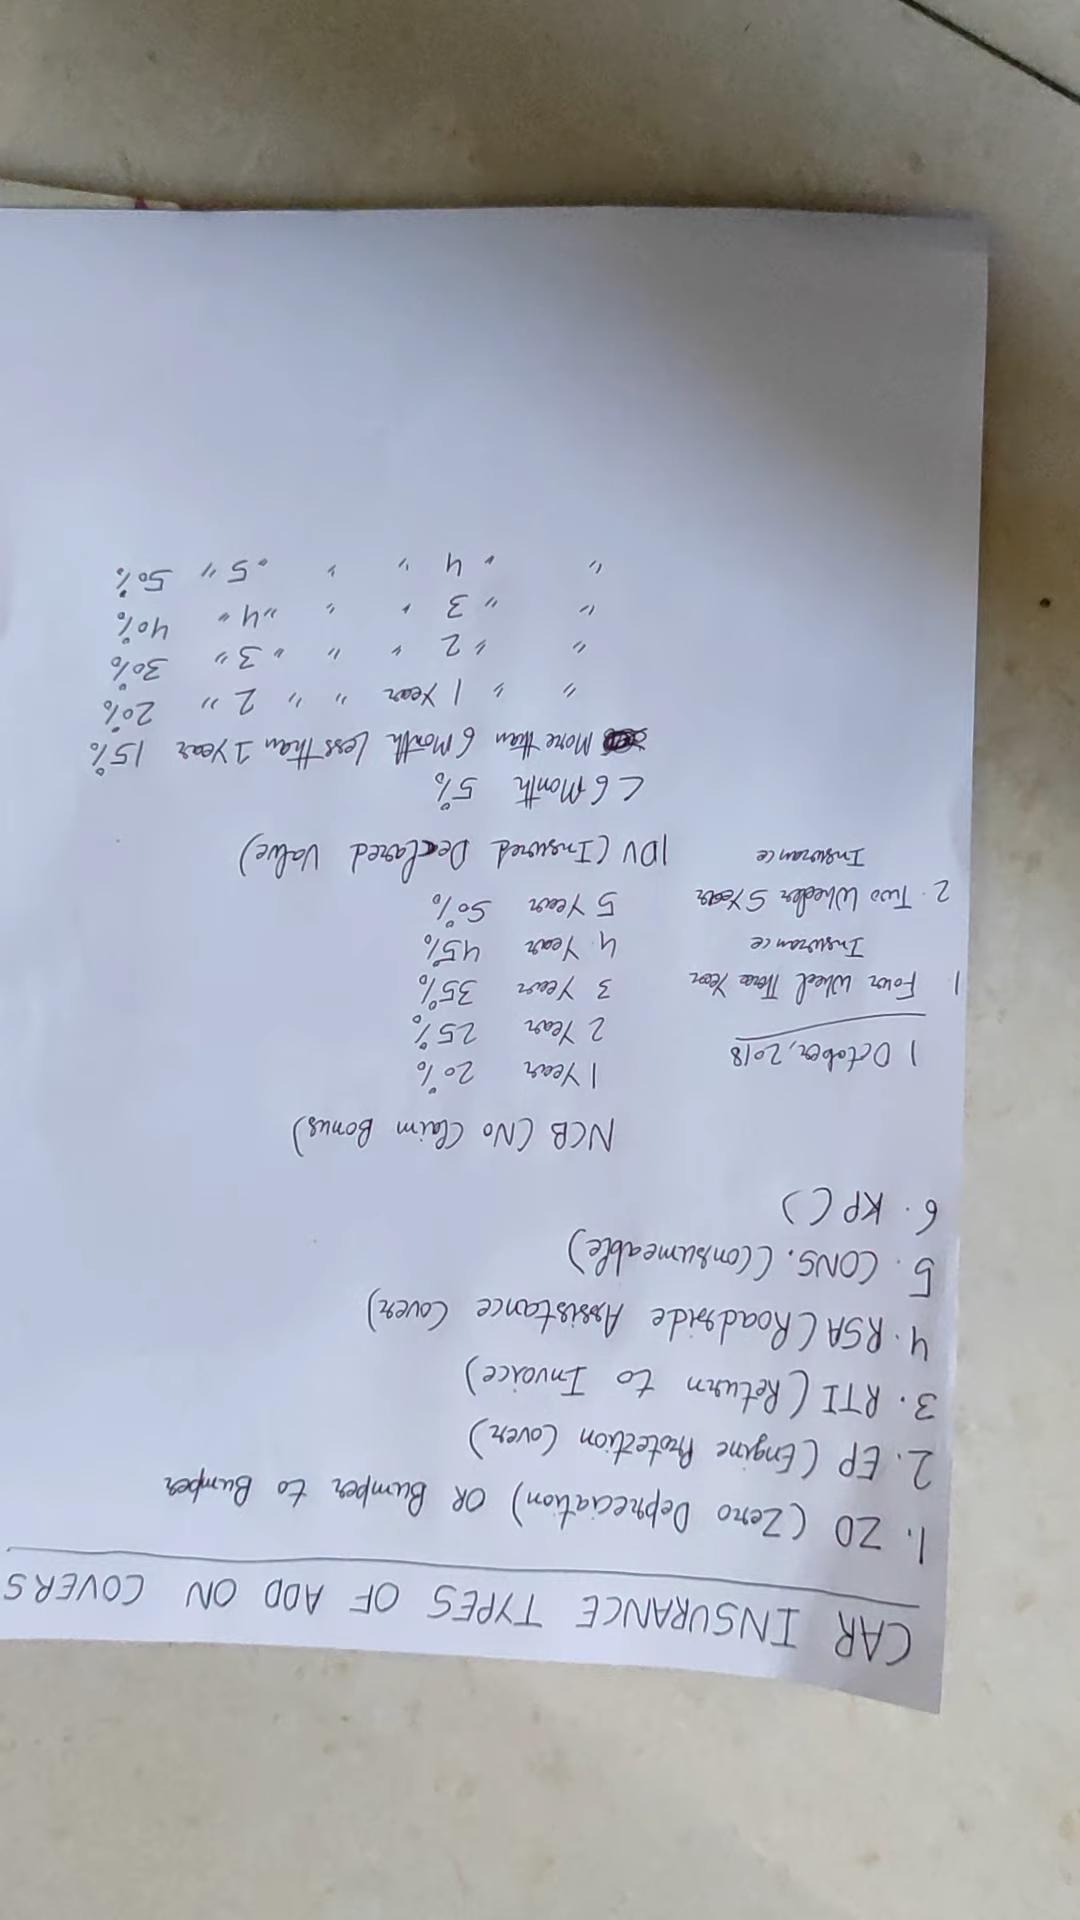 CAR INSURANCE TYPES OF ADD ON COVERS
1. ZD (Zero Depreciation) OR Bumper to Bumper
2. EP (Engine Protection Cover)
3. RTI (Return to Invoice)
4. RSA (Roadside Assistance Cover)
5. CONS. (Consumeable)
6. KP ( )
NCB (No Claim Bonus)
1 Year 20%
2 Year 25%
3 Year 35%
4 Year 45%
5 Year 50%
1 October, 2018
1 Four Wheel Three Year
Insurance
2. Two Wheeler 5 Year
Insurance
IDV (Insured Declared Value)
< 6 Month 5%
More than 6 Month Less than 1 Year 15%
" " 1 Year " " 2 " 20%
" " 2 " " " 3 " 30%
" " 3 " " " 4 " 40%
" " 4 " " " 5 " 50%